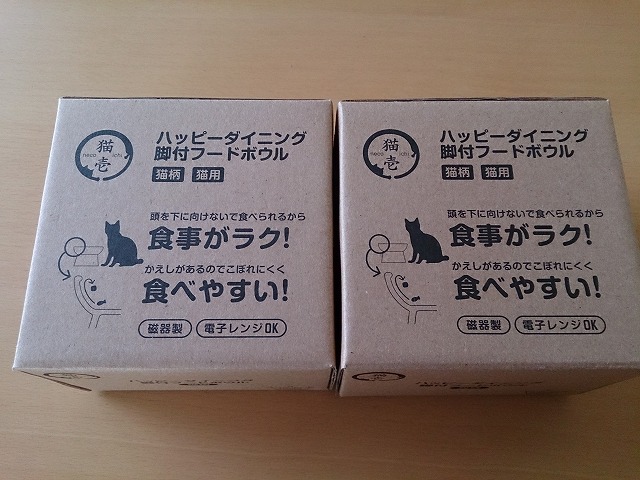 猫壱
neco ichi
ハッピーダイニング
脚付フードボウル
猫柄 猫用
頭を下に向けないで食べられるから
食事がラク!
かえしがあるのでこぼれにくく
食べやすい!
磁器製 電子レンジOK
猫壱
neco ichi
ハッピーダイニング
脚付フードボウル
猫柄 猫用
頭を下に向けないで食べられるから
食事がラク!
かえしがあるのでこぼれにくく
食べやすい!
磁器製 電子レンジOK